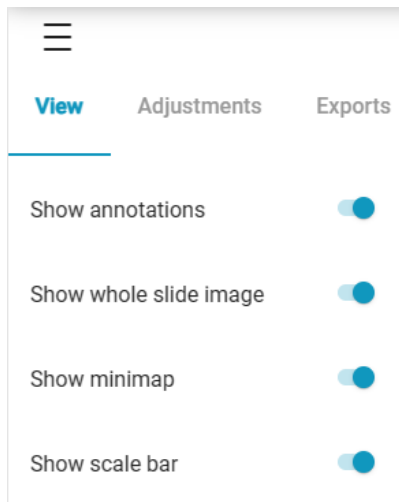 View Adjustments Exports
Show annotations
Show whole slide image
Show minimap
Show scale bar